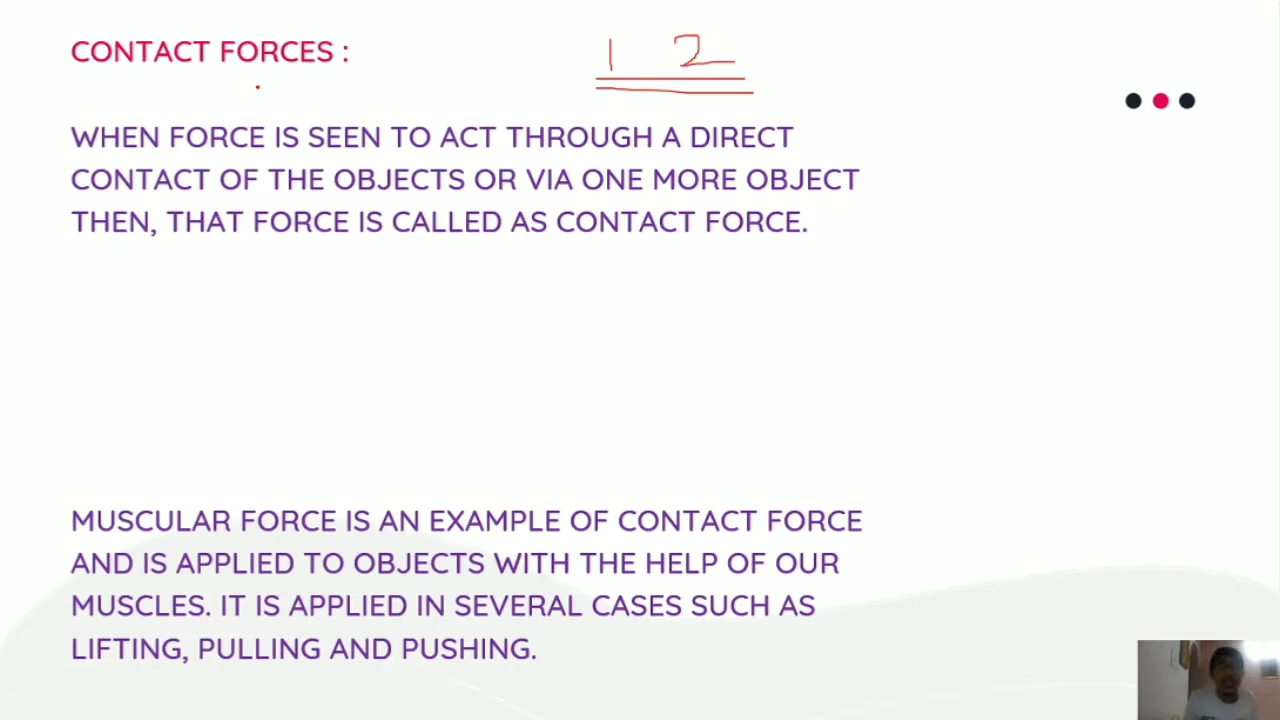 CONTACT FORCES :
1 2
WHEN FORCE IS SEEN TO ACT THROUGH A DIRECT
CONTACT OF THE OBJECTS OR VIA ONE MORE OBJECT
THEN, THAT FORCE IS CALLED AS CONTACT FORCE.
MUSCULAR FORCE IS AN EXAMPLE OF CONTACT FORCE
AND IS APPLIED TO OBJECTS WITH THE HELP OF OUR
MUSCLES. IT IS APPLIED IN SEVERAL CASES SUCH AS
LIFTING, PULLING AND PUSHING.